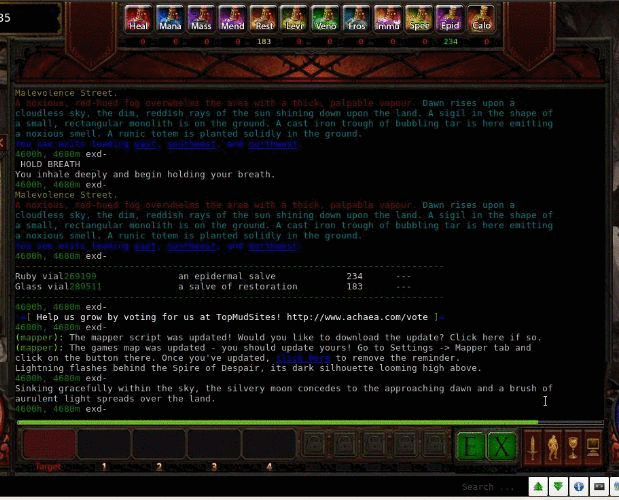 35
Heal Mana Mass Mend Rest Levi Veno Fros Immu Spee Epid Calo
0 0 0 0 183 0 0 0 0 0 234 0
Malevolence Street.
A noxious, red-hued fog overwhelms the area with a thick, palpable vapour. Dawn rises upon a
cloudless sky, the dim, reddish rays of the sun shining down upon the land. A sigil in the shape of
a small, rectangular monolith is on the ground. A cast iron trough of bubbling tar is here emitting
a noxious smell. A runic totem is planted solidly in the ground.
You see exits leading east, southwest, and northwest.
4600h, 4680m exd-
HOLD BREATH
You inhale deeply and begin holding your breath.
4600h, 4680m exd-
Malevolence Street.
A noxious, red-hued fog overwhelms the area with a thick, palpable vapour. Dawn rises upon a
cloudless sky, the dim, reddish rays of the sun shining down upon the land. A sigil in the shape of
a small, rectangular monolith is on the ground. A cast iron trough of bubbling tar is here emitting
a noxious smell. A runic totem is planted solidly in the ground.
You see exits leading east, southwest, and northwest.
4600h, 4680m exd-
Ruby vial269199 an epidermal salve 234 ---
Glass vial289511 a salve of restoration 183 ---
4600h, 4680m exd-
[ Help us grow by voting for us at TopMudSites! http://www.achaea.com/vote ]
(mapper): The mapper script was updated! Would you like to download the update? Click here if so.
(mapper): The games map was updated - you should update yours! Go to Settings -> Mapper tab and
click on the button there. Once you've updated, click here to remove the reminder.
Lightning flashes behind the Spire of Despair, its dark silhouette looming high above.
4600h, 4680m exd-
Sinking gracefully within the sky, the silvery moon concedes to the approaching dawn and a brush of
aurulent light spreads over the land.
4600h, 4680m exd-
E X
Target 1 2 3 4
Search ...